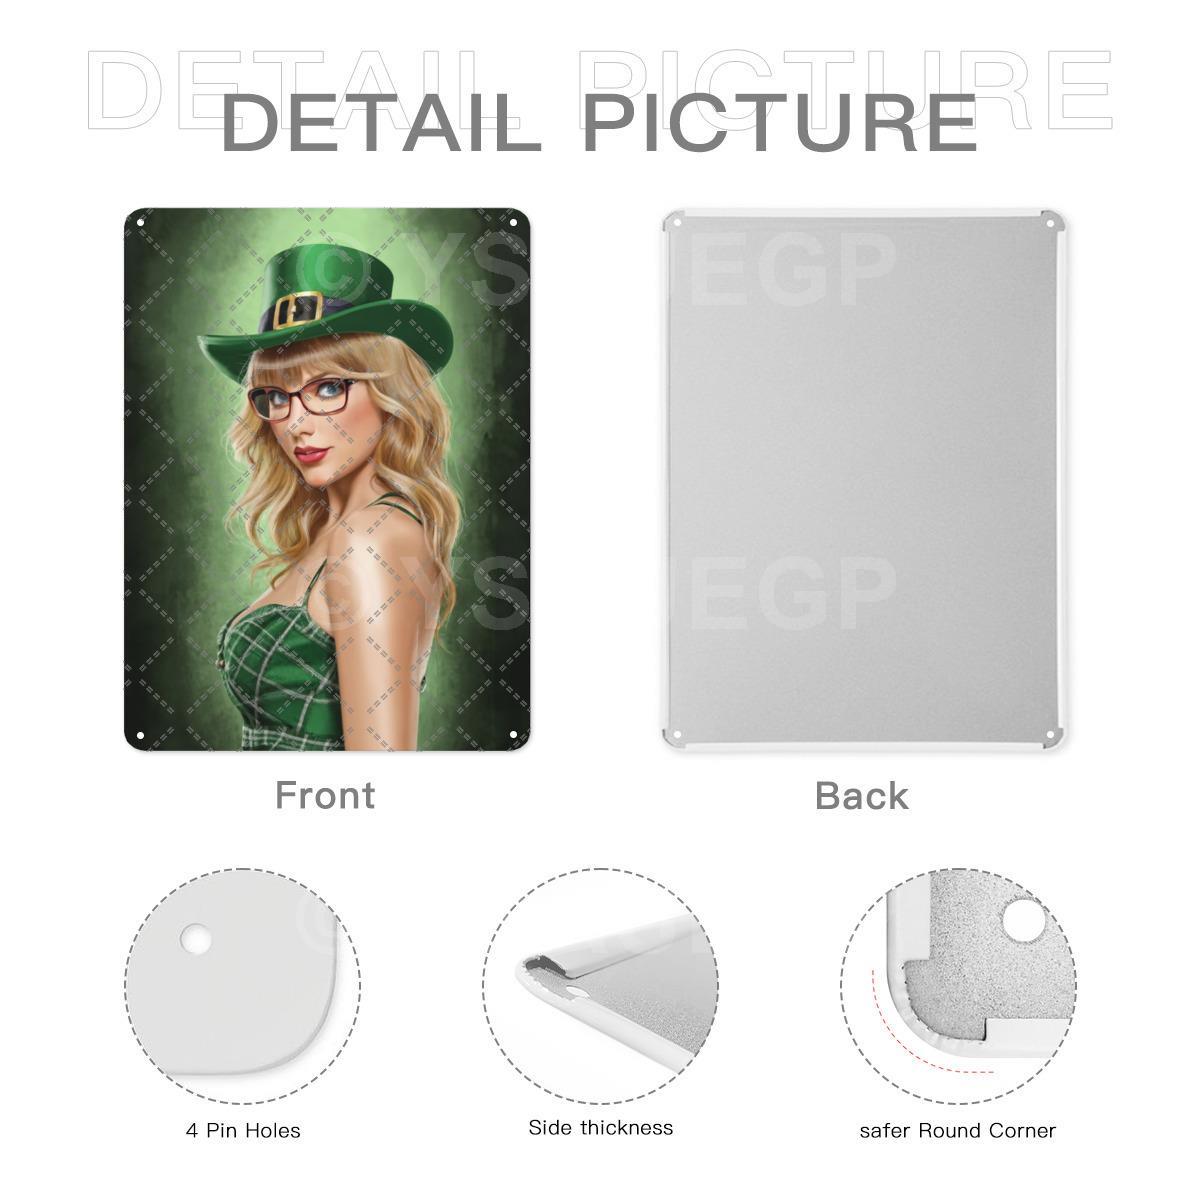 DETAIL PICTURE
DETAIL PICTURE
Front
Back
4 Pin Holes
Side thickness
safer Round Corner